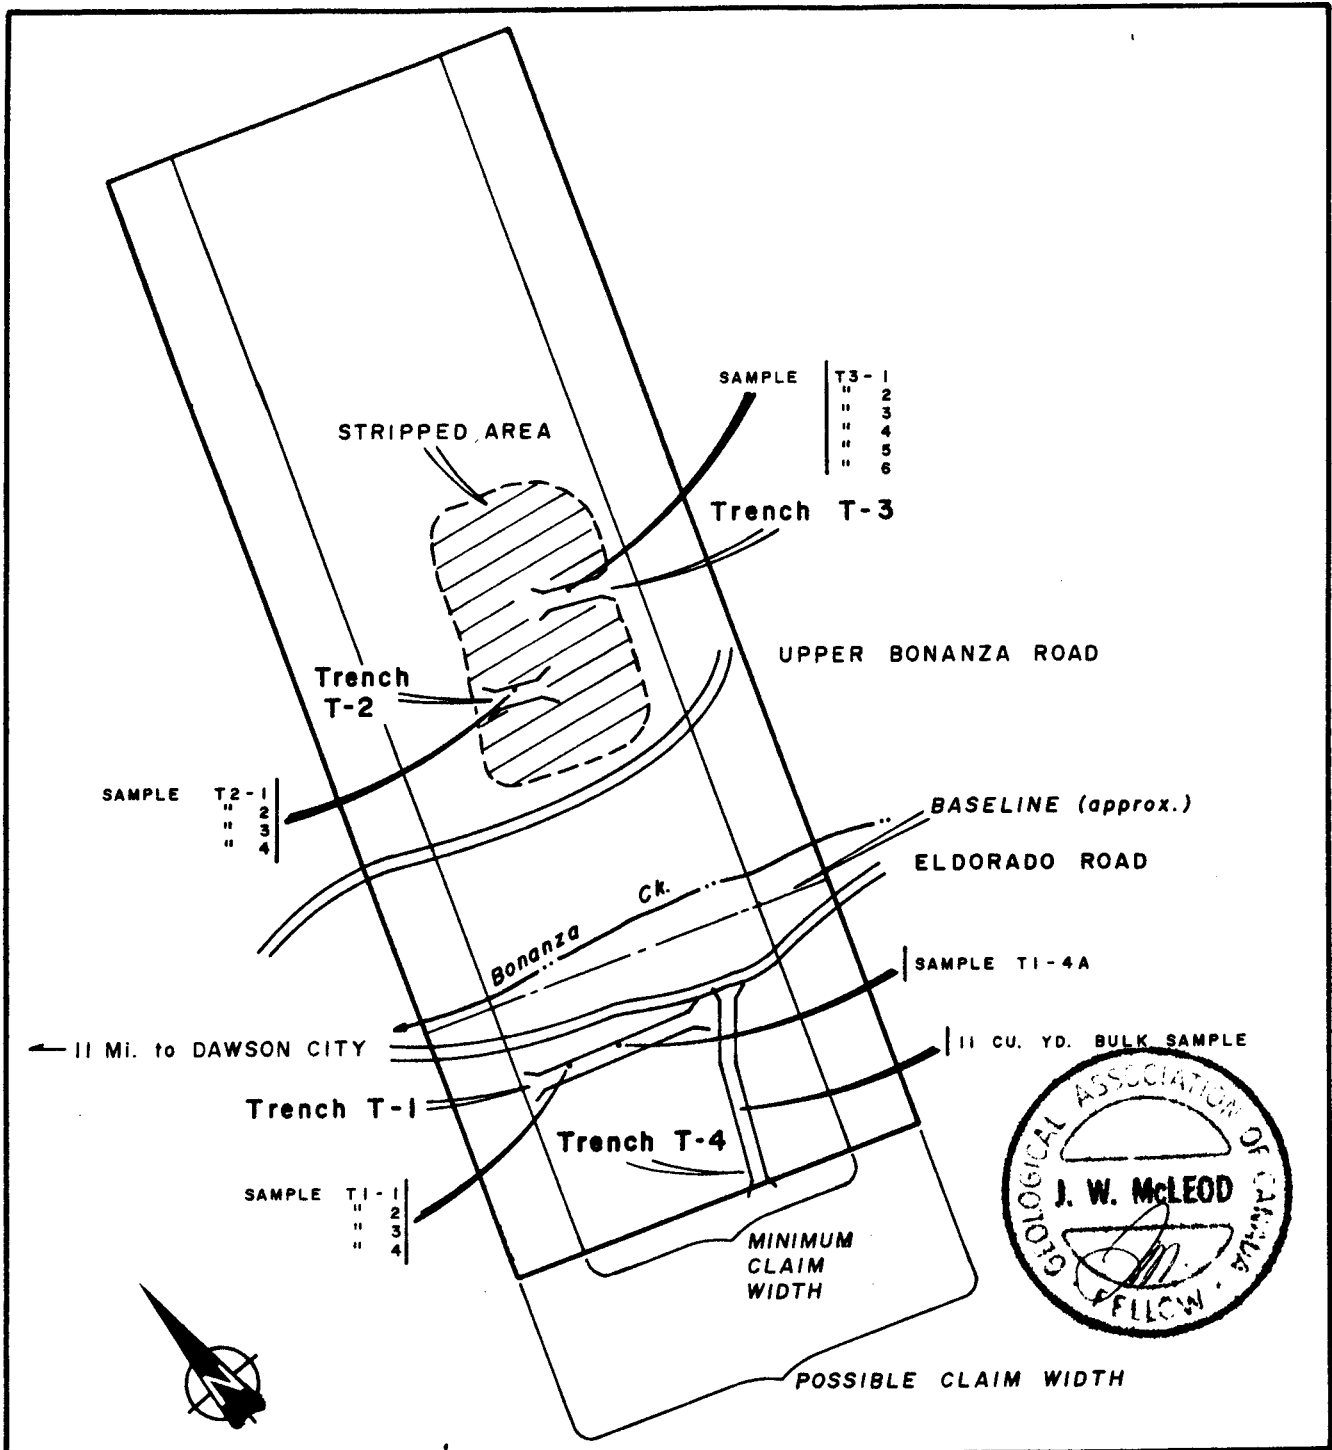 SAMPLE T3-1
" 2
" 3
" 4
" 5
" 6
STRIPPED AREA
Trench T-3
UPPER BONANZA ROAD
Trench
T-2
SAMPLE T2-1
" 2
" 3
" 4
BASELINE (approx.)
ELDORADO ROAD
Bonanza Ck.
SAMPLE T1-4A
11 Mi. to DAWSON CITY
11 CU. YD. BULK SAMPLE
Trench T-1
Trench T-4
SAMPLE T1-1
" 2
" 3
" 4
MINIMUM
CLAIM
WIDTH
POSSIBLE CLAIM WIDTH
GEOLOGICAL ASSOCIATION OF CANADA
J. W. McLEOD
FELLOW
N